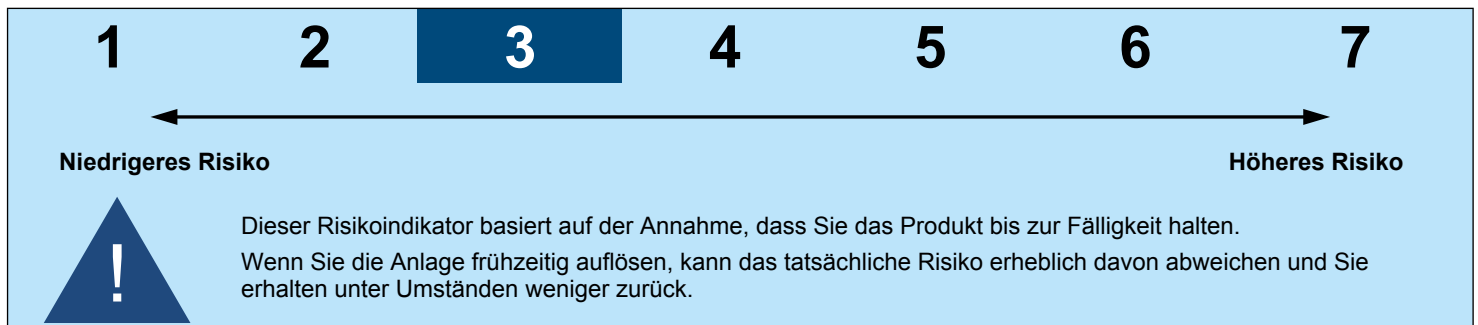 1 2 3 4 5 6 7
Niedrigeres Risiko Höheres Risiko
! Dieser Risikoindikator basiert auf der Annahme, dass Sie das Produkt bis zur Fälligkeit halten.
Wenn Sie die Anlage frühzeitig auflösen, kann das tatsächliche Risiko erheblich davon abweichen und Sie
erhalten unter Umständen weniger zurück.